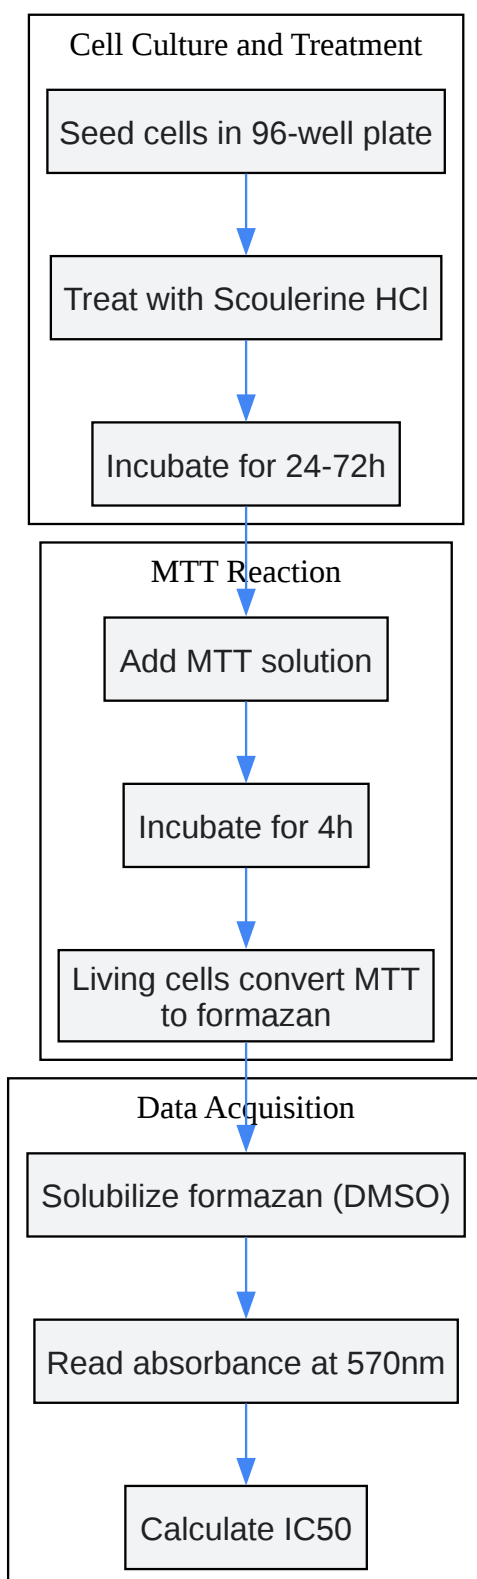 Cell Culture and Treatment
Seed cells in 96-well plate
Treat with Scoulerine HCl
Incubate for 24-72h
MTT Reaction
Add MTT solution
Incubate for 4h
Living cells convert MTT
to formazan
Data Acquisition
Solubilize formazan (DMSO)
Read absorbance at 570nm
Calculate IC50